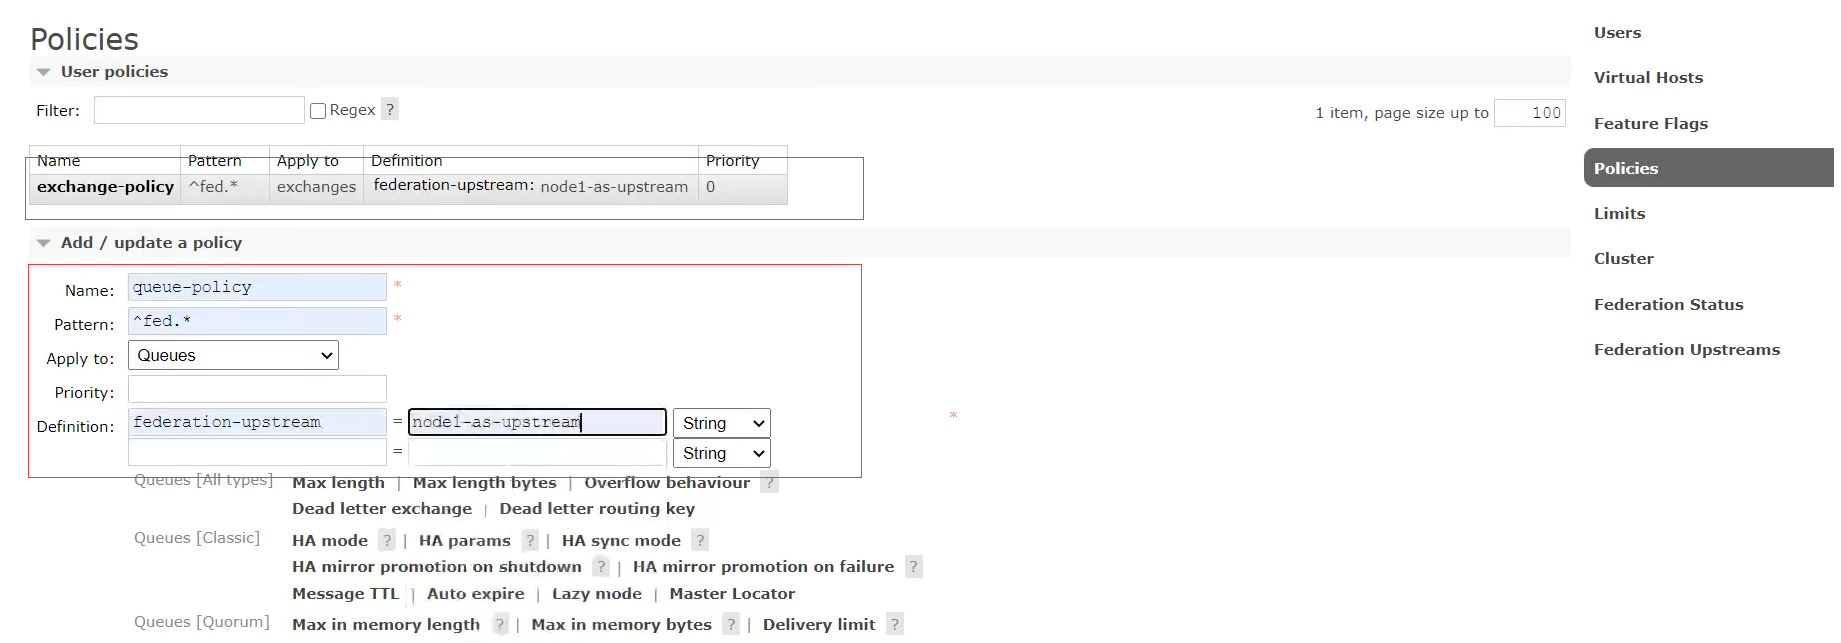 Policies
User policies
Filter: Regex ? 1 item, page size up to 100
Name Pattern Apply to Definition Priority
exchange-policy ^fed.* exchanges federation-upstream: node1-as-upstream 0
Add / update a policy
Name: queue-policy *
Pattern: ^fed.* *
Apply to: Queues
Priority:
Definition: federation-upstream = node1-as-upstream String *
= String
Queues [All types] Max length | Max length bytes | Overflow behaviour ?
Dead letter exchange | Dead letter routing key
Queues [Classic] HA mode ? | HA params ? | HA sync mode ?
HA mirror promotion on shutdown ? | HA mirror promotion on failure ?
Message TTL | Auto expire | Lazy mode | Master Locator
Queues [Quorum] Max in memory length ? | Max in memory bytes ? | Delivery limit ?
Users
Virtual Hosts
Feature Flags
Policies
Limits
Cluster
Federation Status
Federation Upstreams